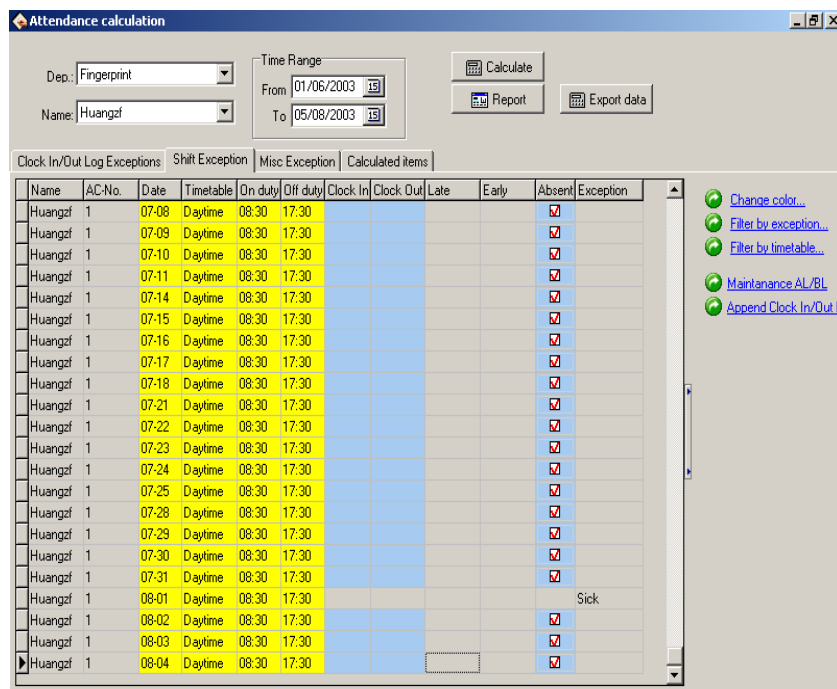 Attendance calculation
Dep.: Fingerprint
Name: Huangzf
Time Range
From 01/06/2003 15
To 05/08/2003 15
Calculate
Report
Export data
Clock In/Out Log Exceptions Shift Exception Misc Exception Calculated items
Name AC-No. Date Timetable On duty Off duty Clock In Clock Out Late Early Absent Exception
Huangzf 1 07-08 Daytime 08:30 17:30
Huangzf 1 07-09 Daytime 08:30 17:30
Huangzf 1 07-10 Daytime 08:30 17:30
Huangzf 1 07-11 Daytime 08:30 17:30
Huangzf 1 07-14 Daytime 08:30 17:30
Huangzf 1 07-15 Daytime 08:30 17:30
Huangzf 1 07-16 Daytime 08:30 17:30
Huangzf 1 07-17 Daytime 08:30 17:30
Huangzf 1 07-18 Daytime 08:30 17:30
Huangzf 1 07-21 Daytime 08:30 17:30
Huangzf 1 07-22 Daytime 08:30 17:30
Huangzf 1 07-23 Daytime 08:30 17:30
Huangzf 1 07-24 Daytime 08:30 17:30
Huangzf 1 07-25 Daytime 08:30 17:30
Huangzf 1 07-28 Daytime 08:30 17:30
Huangzf 1 07-29 Daytime 08:30 17:30
Huangzf 1 07-30 Daytime 08:30 17:30
Huangzf 1 07-31 Daytime 08:30 17:30
Huangzf 1 08-01 Daytime 08:30 17:30 Sick
Huangzf 1 08-02 Daytime 08:30 17:30
Huangzf 1 08-03 Daytime 08:30 17:30
Huangzf 1 08-04 Daytime 08:30 17:30
Change color...
Filter by exception...
Filter by timetable...
Maintanance AL/BL
Append Clock In/Out